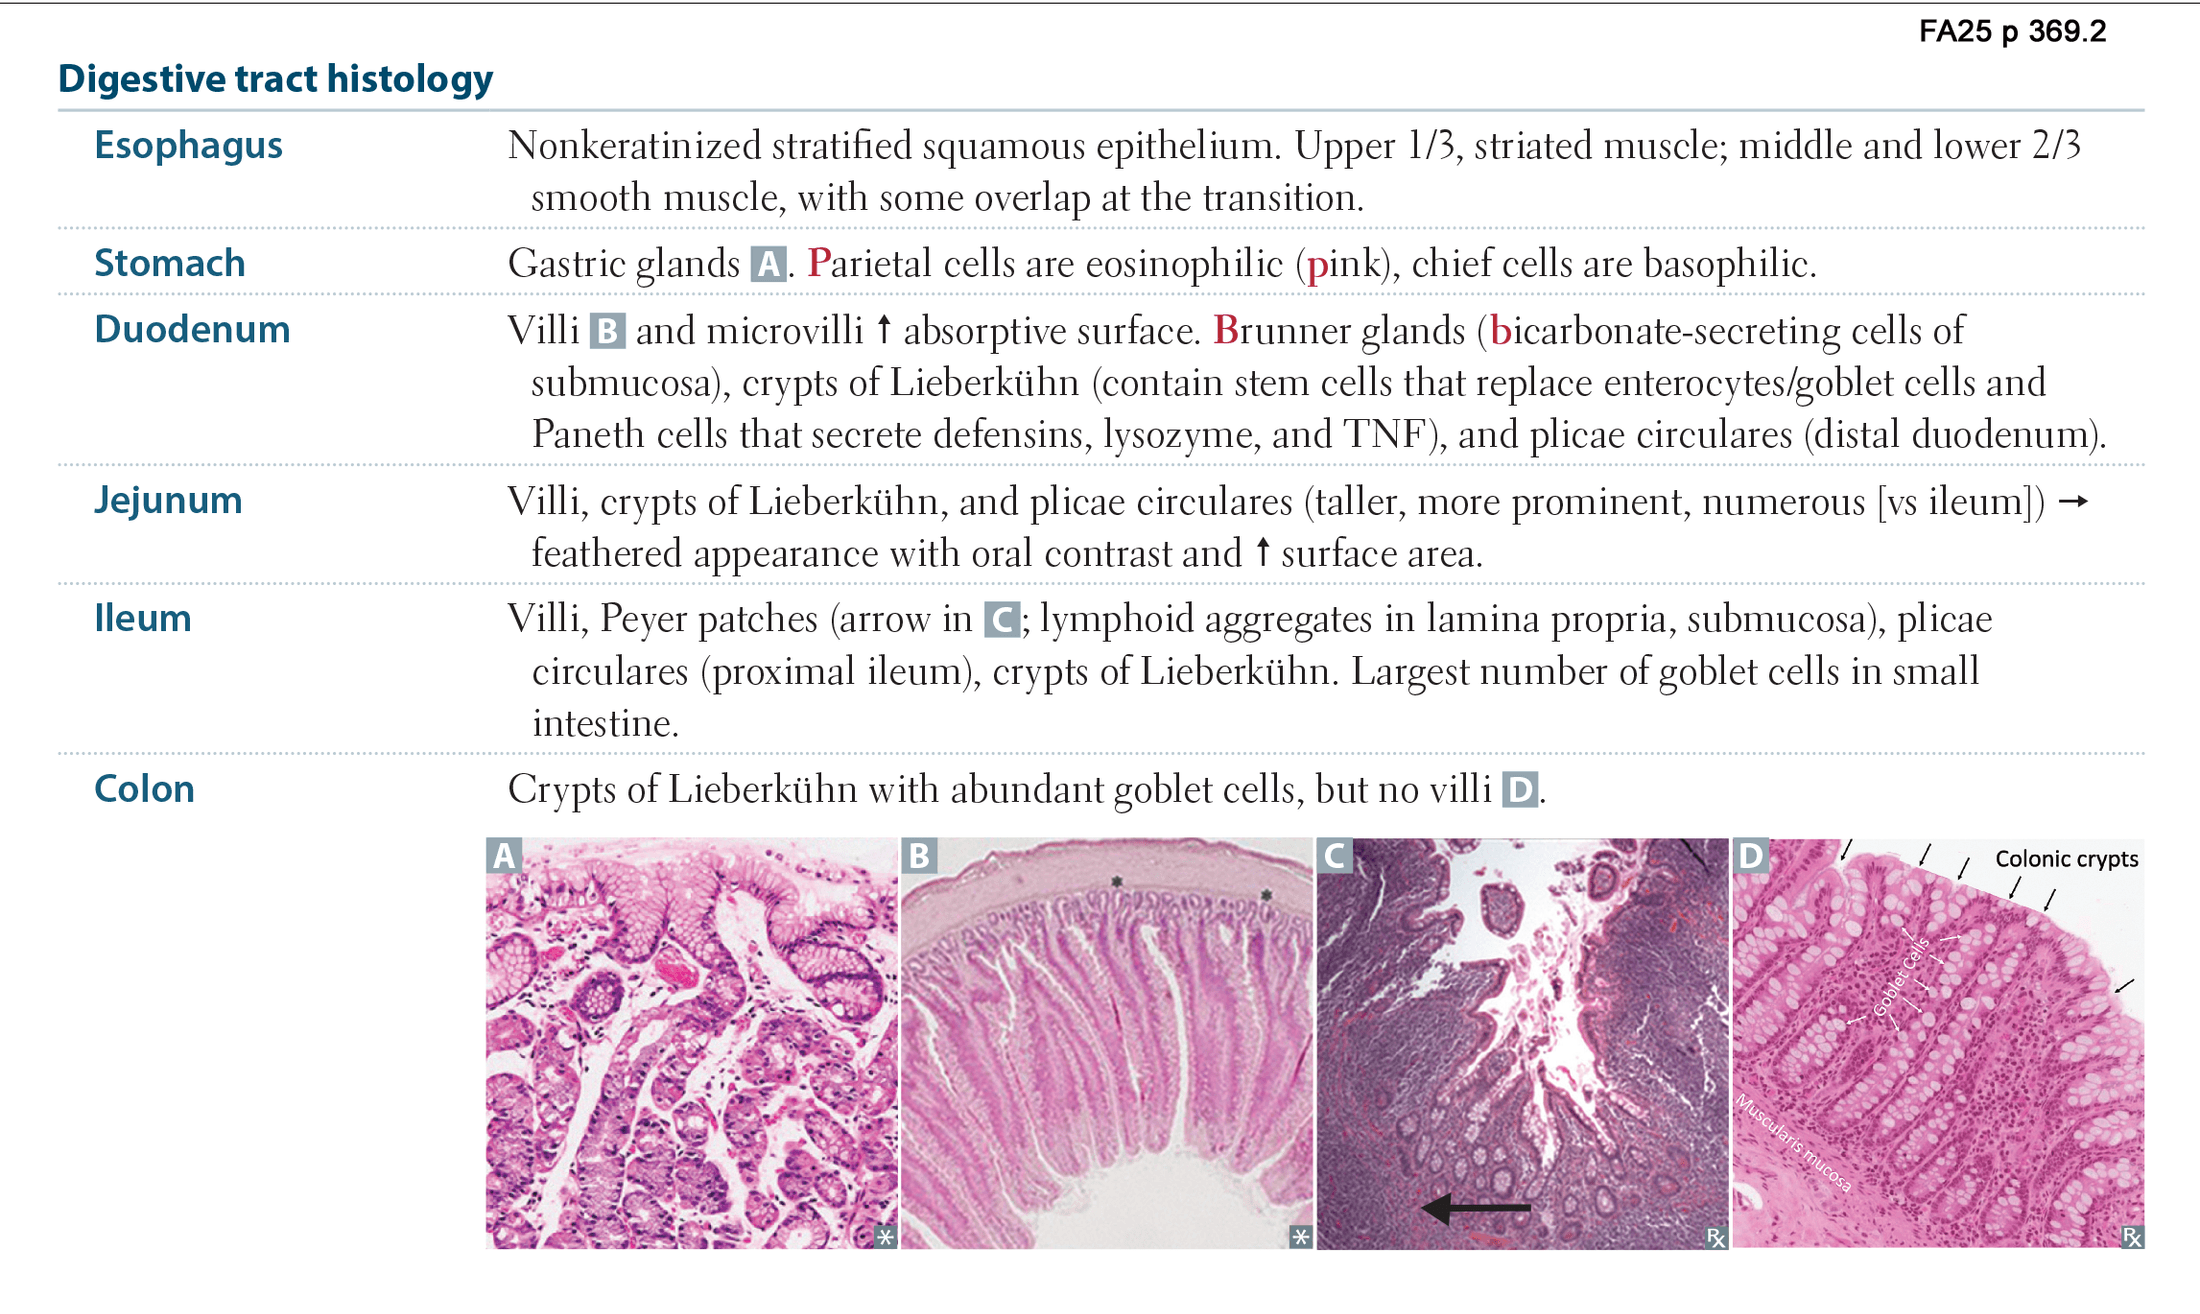 FA25 p 369.2
Digestive tract histology
Esophagus
Nonkeratinized stratified squamous epithelium. Upper 1/3, striated muscle; middle and lower 2/3
smooth muscle, with some overlap at the transition.
Stomach
Gastric glands A. Parietal cells are eosinophilic (pink), chief cells are basophilic.
Duodenum
Villi B and microvilli ↑ absorptive surface. Brunner glands (bicarbonate-secreting cells of
submucosa), crypts of Lieberkühn (contain stem cells that replace enterocytes/goblet cells and
Paneth cells that secrete defensins, lysozyme, and TNF), and plicae circulares (distal duodenum).
Jejunum
Villi, crypts of Lieberkühn, and plicae circulares (taller, more prominent, numerous [vs ileum]) →
feathered appearance with oral contrast and ↑ surface area.
Ileum
Villi, Peyer patches (arrow in C; lymphoid aggregates in lamina propria, submucosa), plicae
circulares (proximal ileum), crypts of Lieberkühn. Largest number of goblet cells in small
intestine.
Colon
Crypts of Lieberkühn with abundant goblet cells, but no villi D.
A
*
B
*
*
*
C
Rx
D
Colonic crypts
Goblet Cells
Muscularis mucosa
Rx